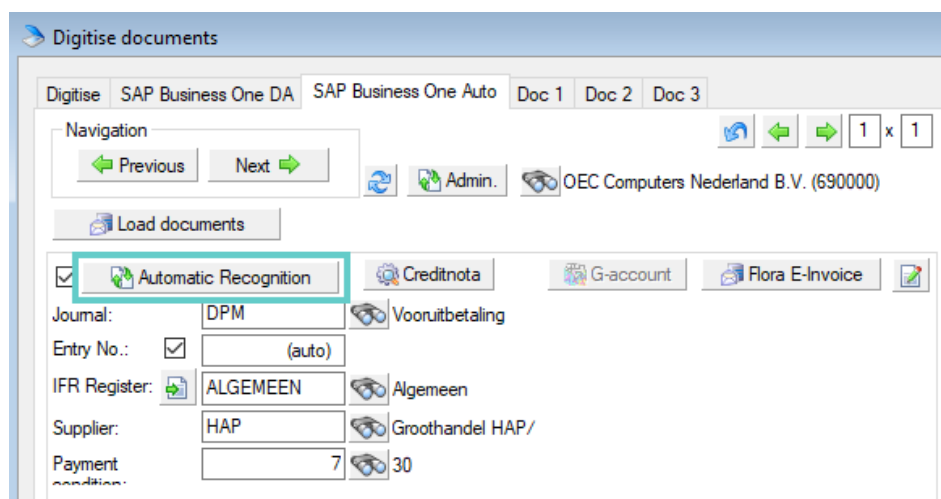 Digitise documents
Digitise SAP Business One DA SAP Business One Auto Doc 1 Doc 2 Doc 3
Navigation
1 x 1
Previous Next
Admin. OEC Computers Nederland B.V. (690000)
Load documents
Automatic Recognition Creditnota G-account Flora E-Invoice
Journal: DPM Vooruitbetaling
Entry No.: (auto)
IFR Register: ALGEMEEN Algemeen
Supplier: HAP Groothandel HAP/
Payment 7 30
condition: